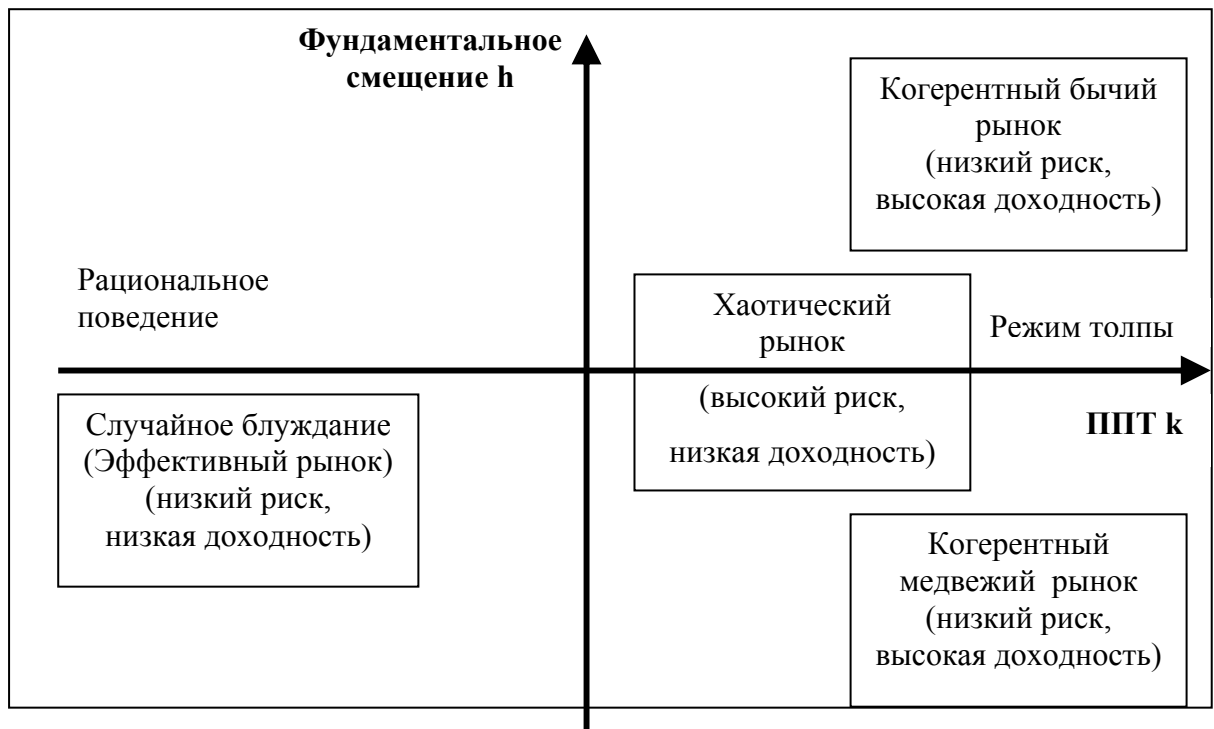 Фундаментальное
смещение h
Когерентный бычий
рынок
(низкий риск,
высокая доходность)
Рациональное
поведение
Хаотический
рынок
(высокий риск,
низкая доходность)
Режим толпы
ППТ k
Случайное блуждание
(Эффективный рынок)
(низкий риск,
низкая доходность)
Когерентный
медвежий рынок
(низкий риск,
высокая доходность)